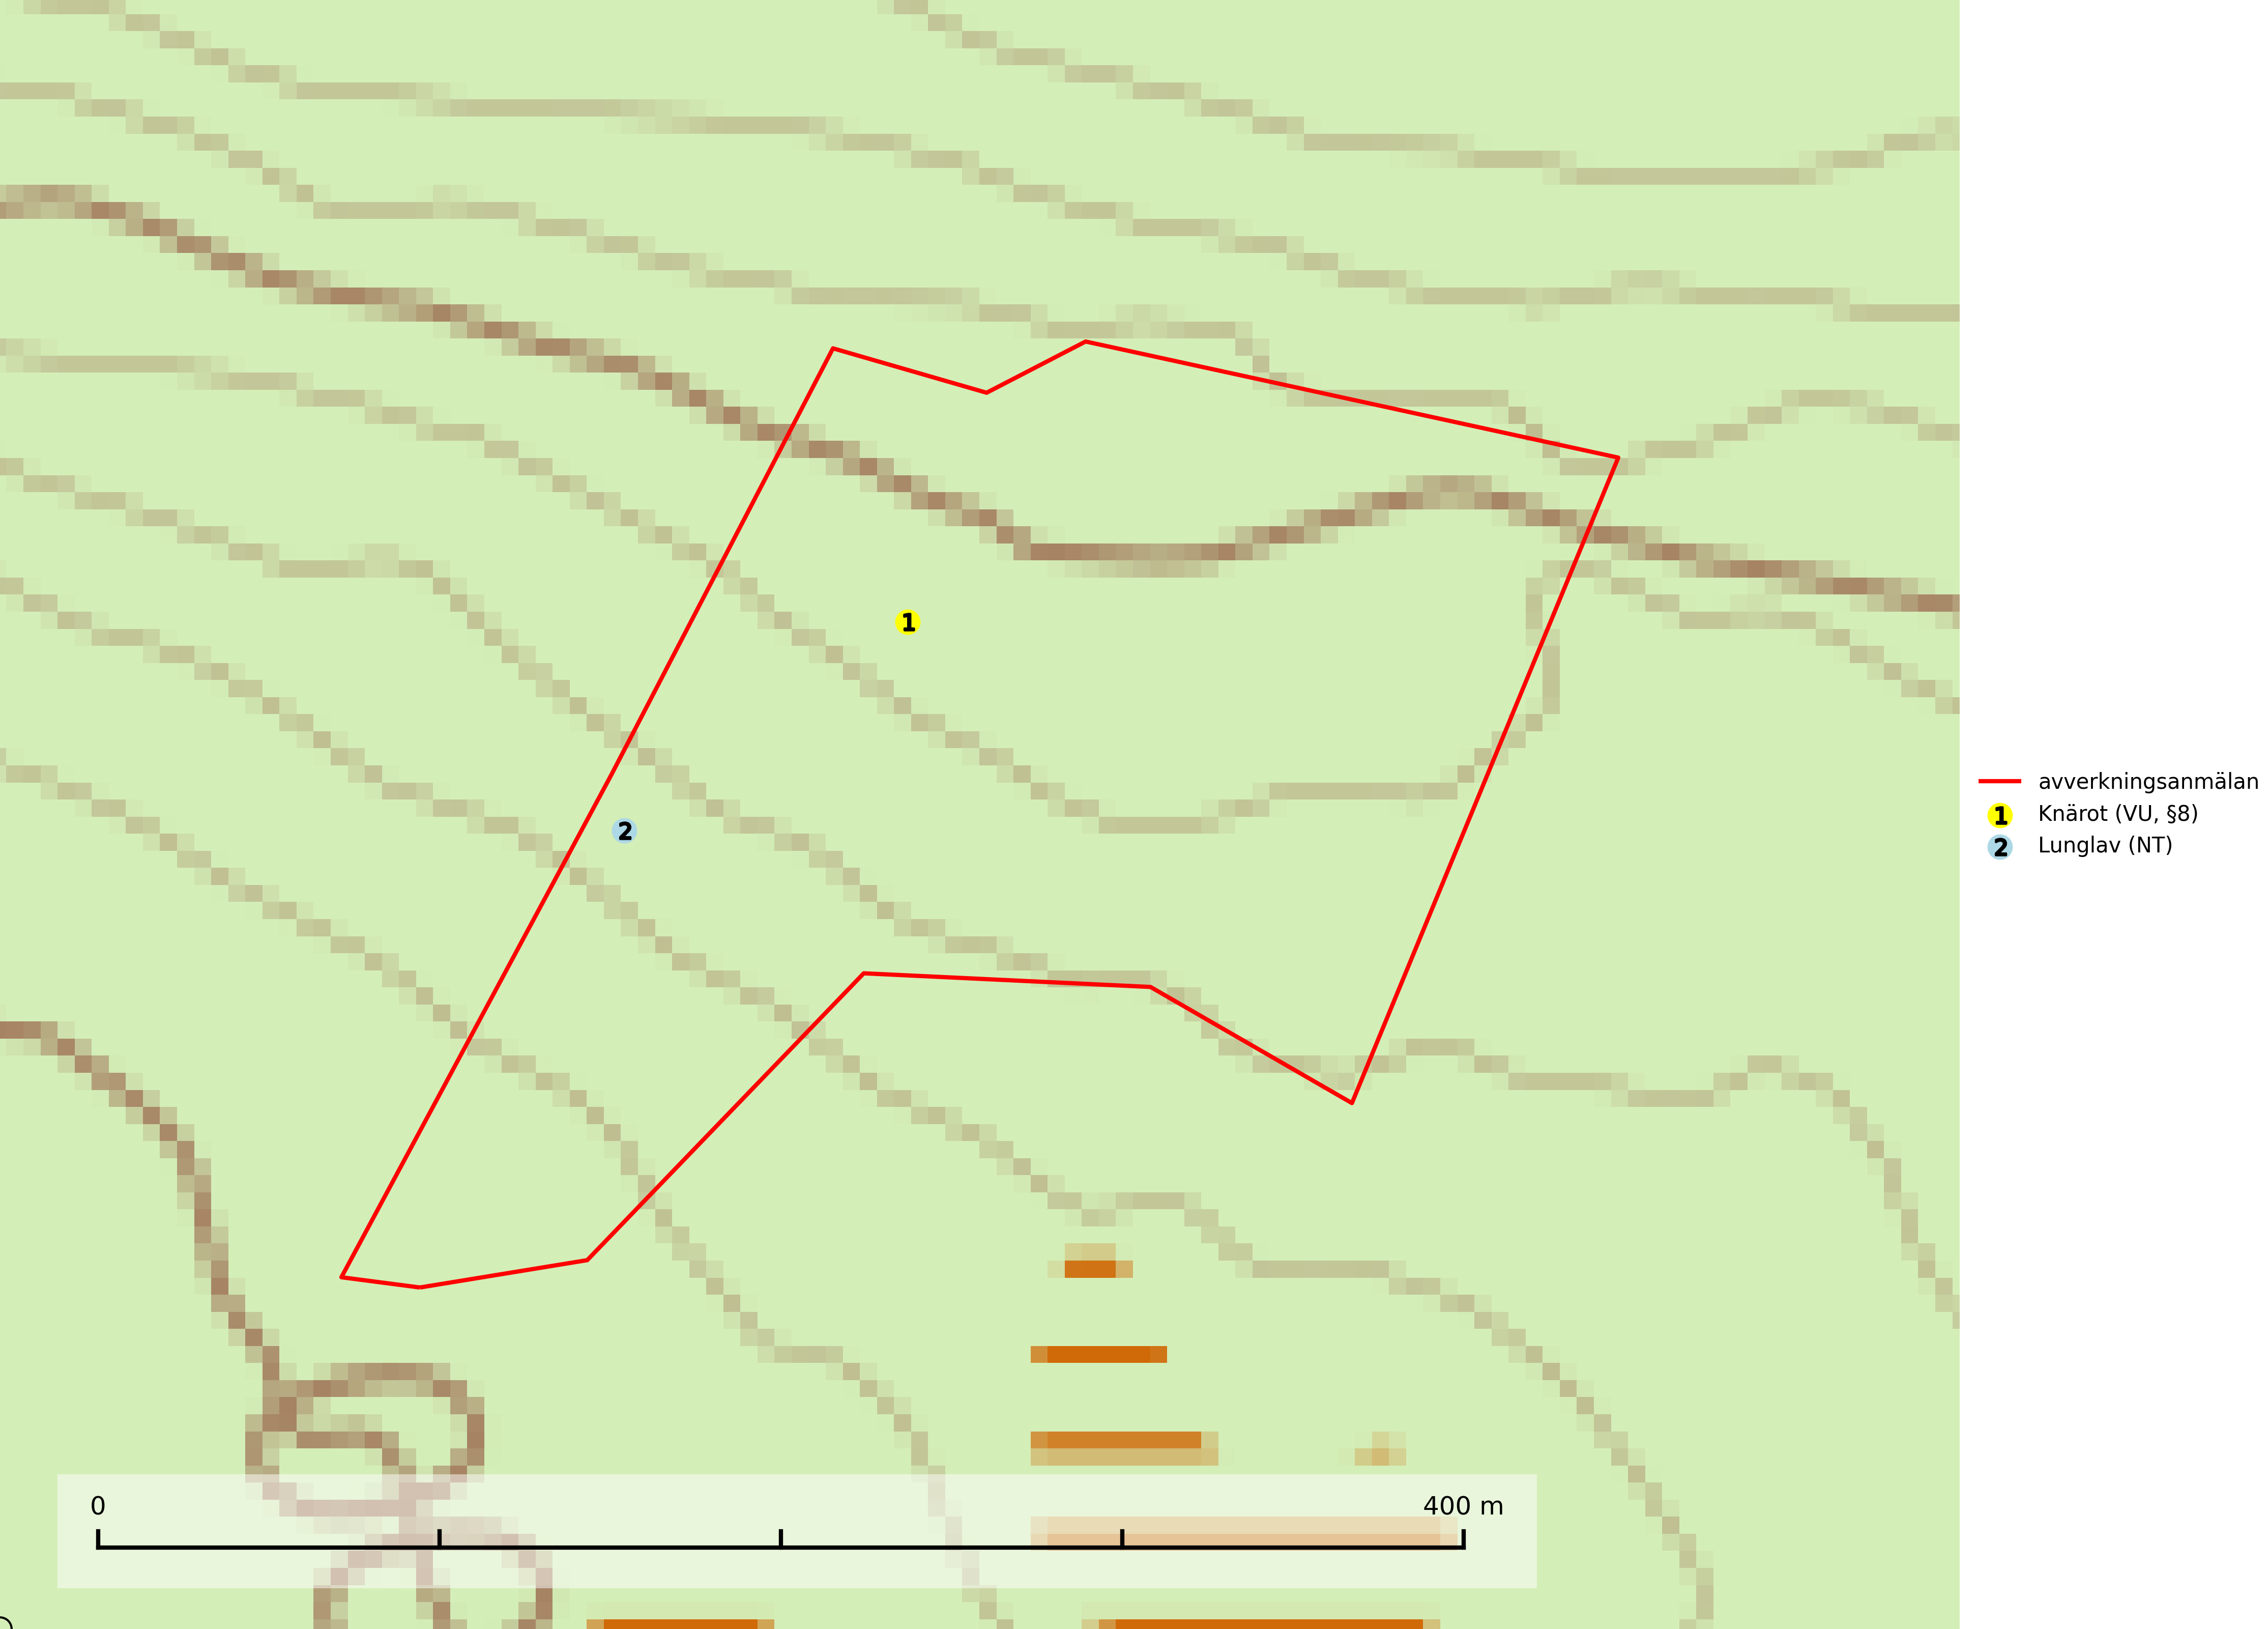 1
2
avverkningsanmälan
1 Knärot (VU, §8)
2 Lunglav (NT)
0 400 m